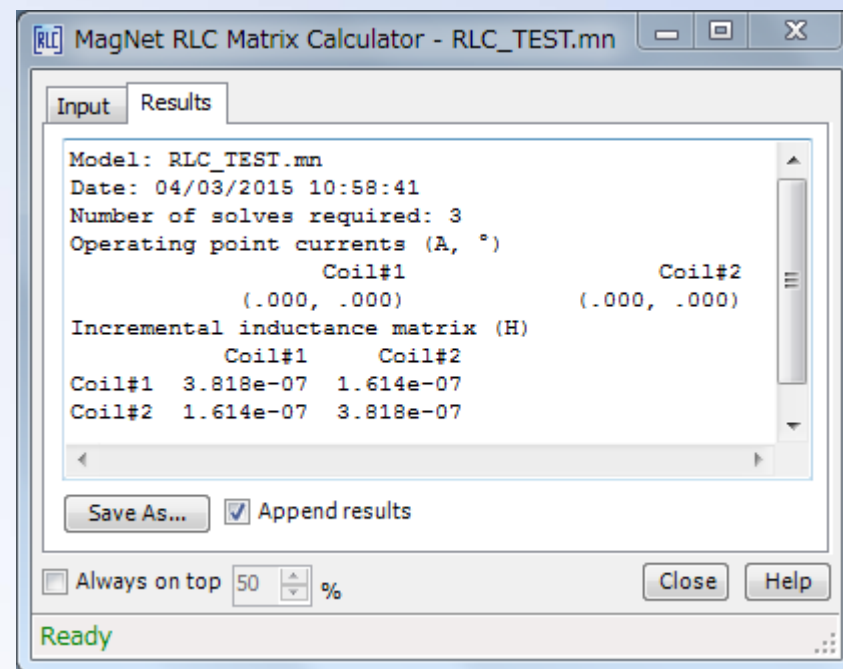 RLC MagNet RLC Matrix Calculator - RLC_TEST.mn
Input Results
Model: RLC_TEST.mn
Date: 04/03/2015 10:58:41
Number of solves required: 3
Operating point currents (A, °)
Coil#1 Coil#2
(.000, .000) (.000, .000)
Incremental inductance matrix (H)
Coil#1 Coil#2
Coil#1 3.818e-07 1.614e-07
Coil#2 1.614e-07 3.818e-07
Save As... Append results
Always on top 50 % Close Help
Ready